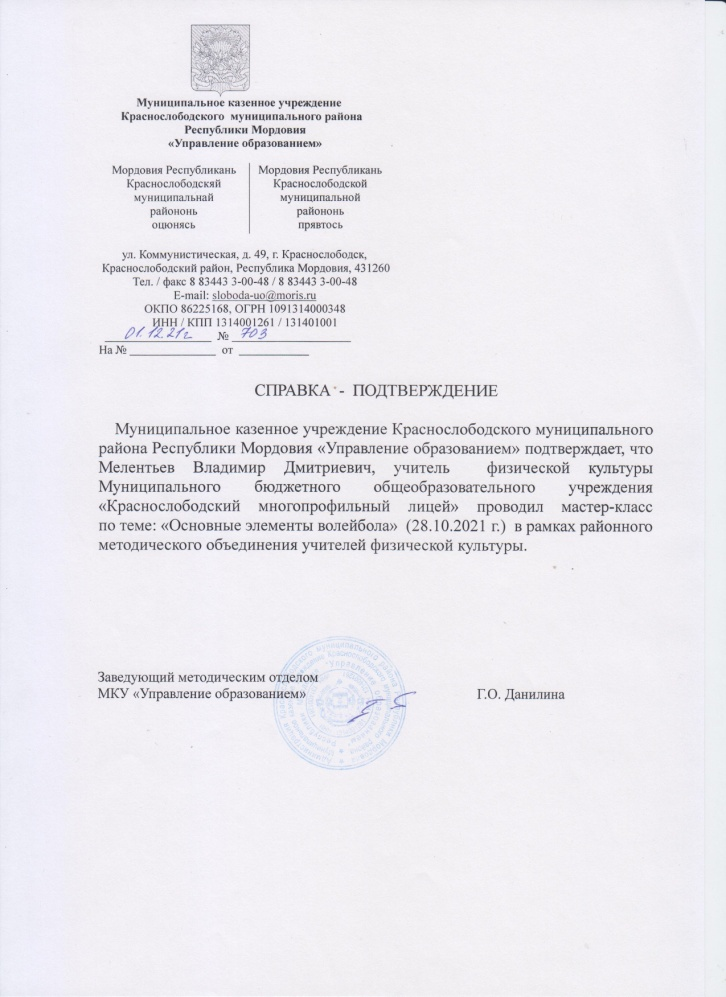 Муниципальное казенное учреждение
Краснослободского муниципального района
Республики Мордовия
«Управление образованием»
Мордовия Республикань
Краснослободскяй
муниципальнай
райононь
оцюнясь
Мордовия Республикань
Краснослободской
муниципальной
райононь
прявтось
ул. Коммунистическая, д. 49, г. Краснослободск,
Краснослободский район, Республика Мордовия, 431260
Тел. / факс 8 83443 3-00-48 / 8 83443 3-00-48
E-mail: sloboda-uo@moris.ru
ОКПО 86225168, ОГРН 1091314000348
ИНН / КПП 1314001261 / 131401001
01.12.21г № 703
На № ______________ от ____________
СПРАВКА - ПОДТВЕРЖДЕНИЕ
Муниципальное казенное учреждение Краснослободского муниципального
района Республики Мордовия «Управление образованием» подтверждает, что
Мелентьев Владимир Дмитриевич, учитель физической культуры
Муниципального бюджетного общеобразовательного учреждения
«Краснослободский многопрофильный лицей» проводил мастер-класс
по теме: «Основные элементы волейбола» (28.10.2021 г.) в рамках районного
методического объединения учителей физической культуры.
Заведующий методическим отделом
МКУ «Управление образованием» Г.О. Данилина